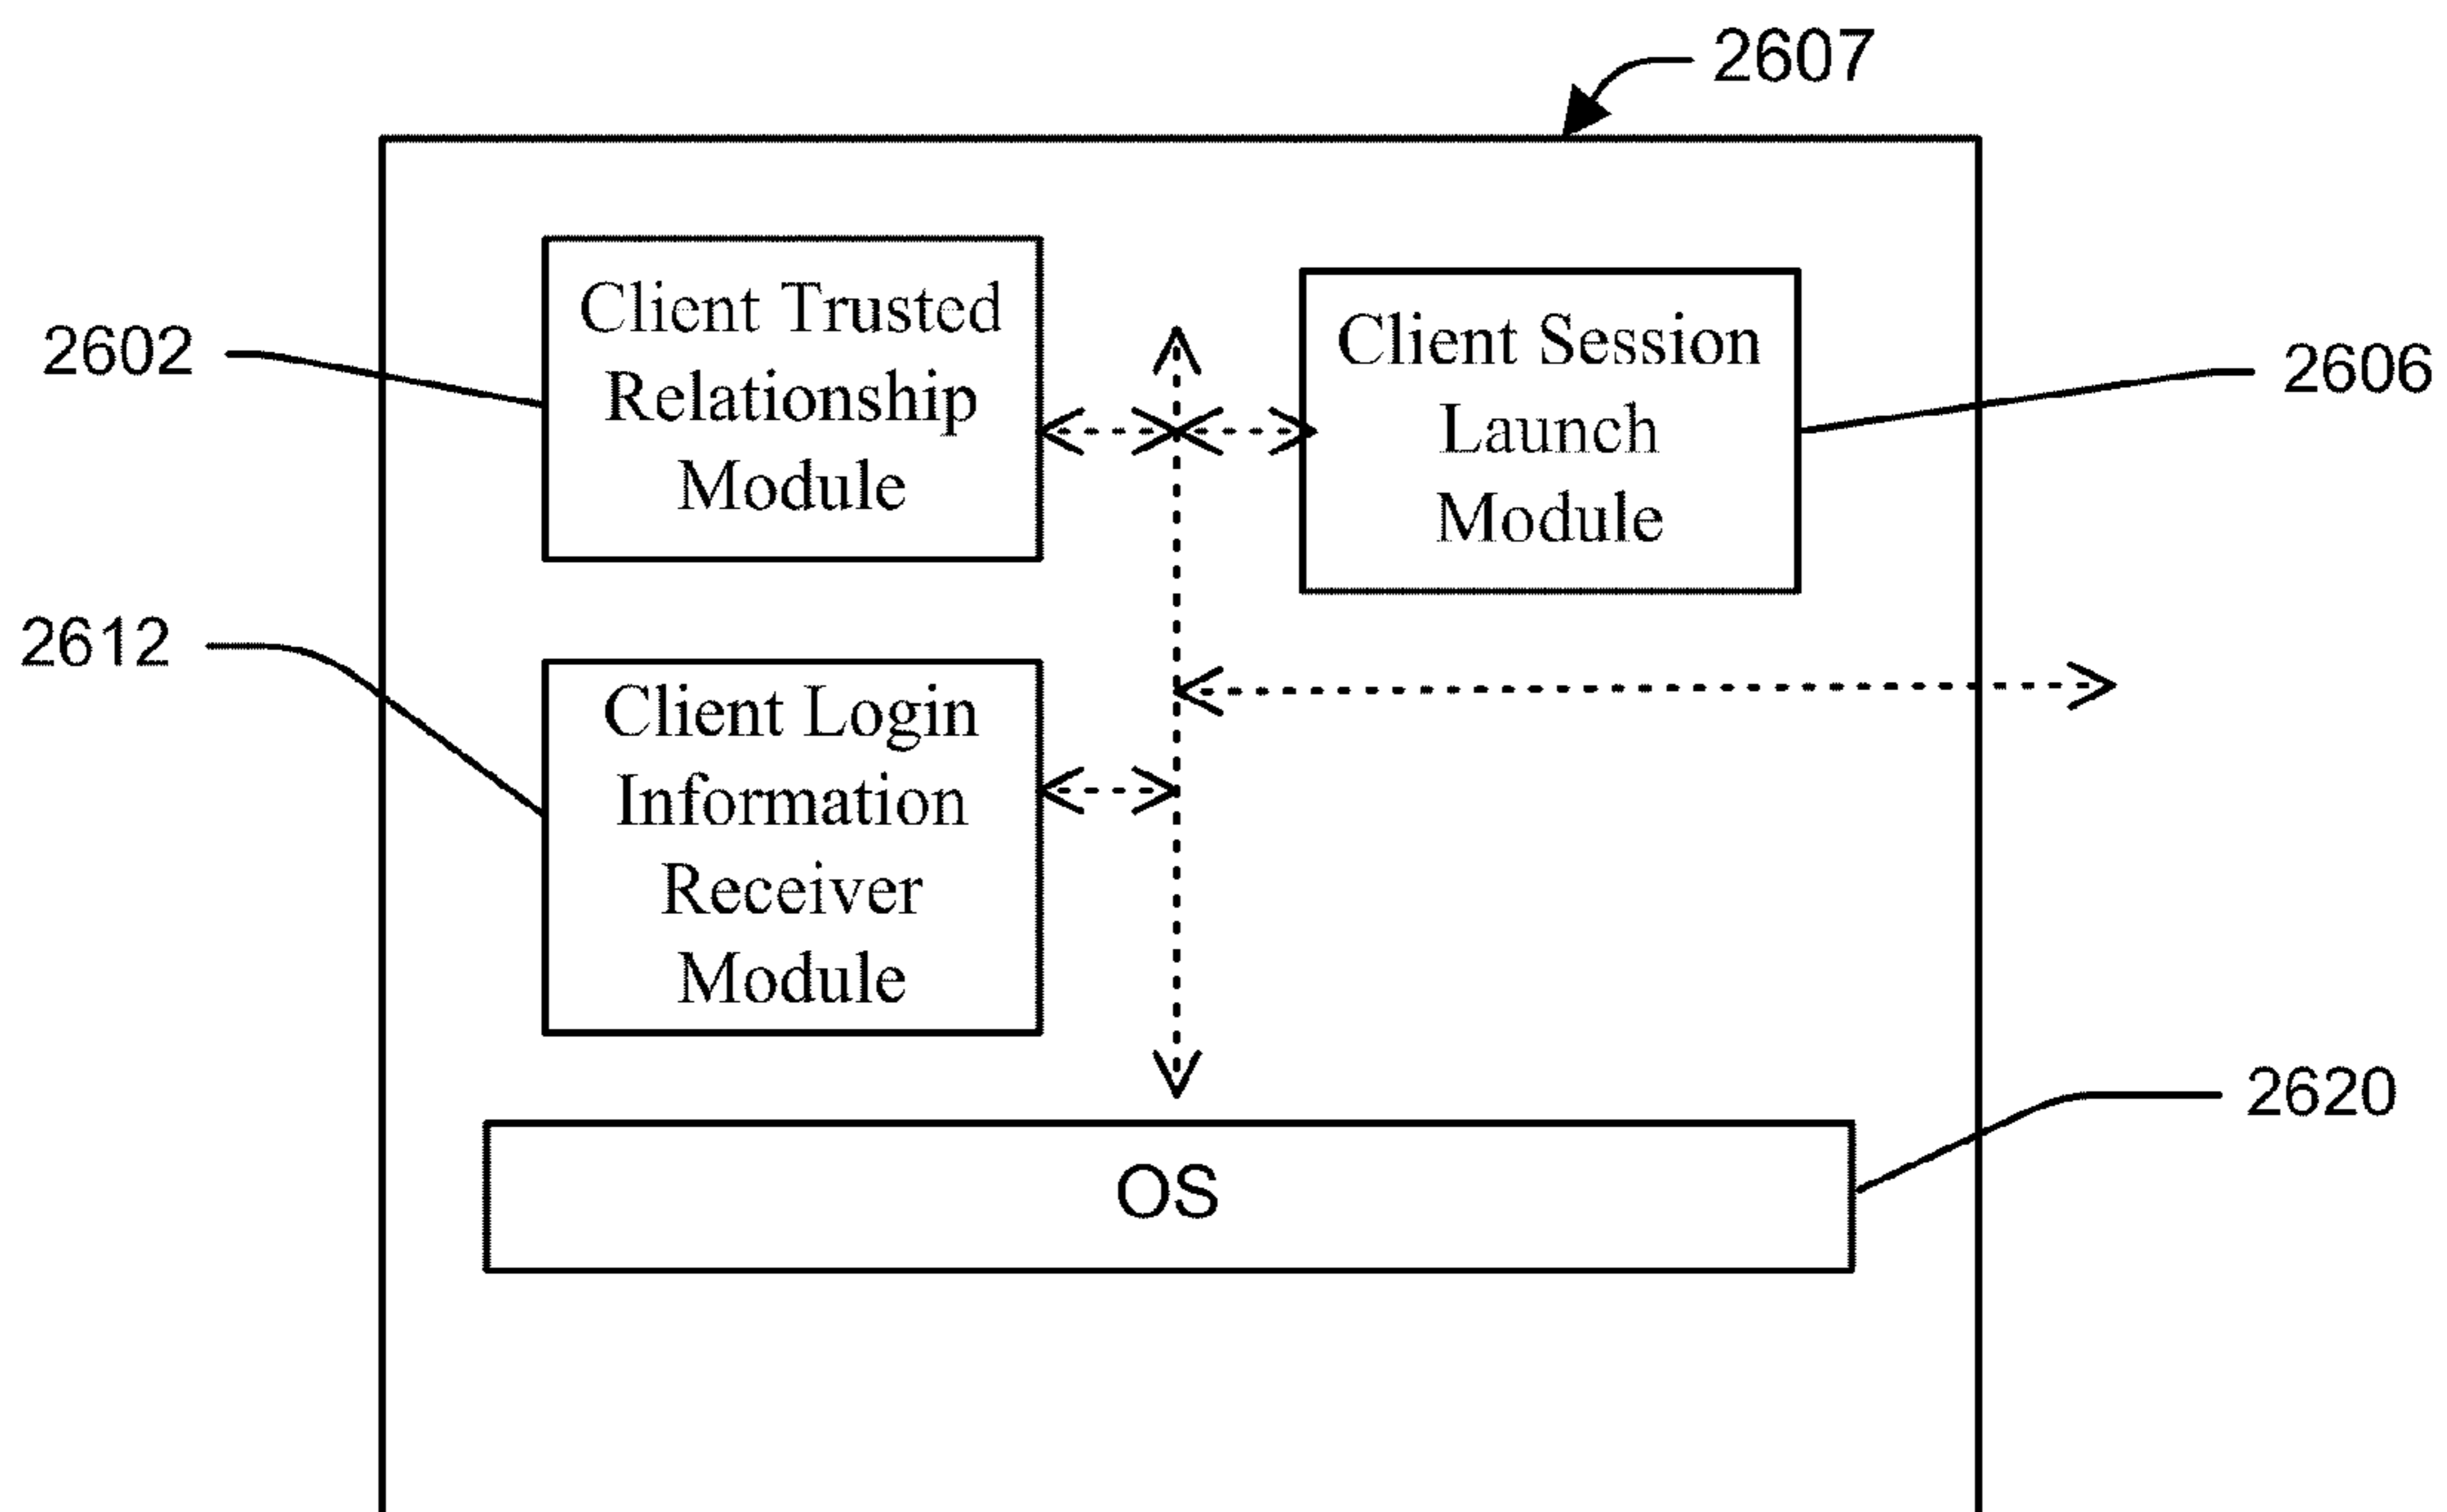 2607
Client Trusted
Relationship
Module
2602
Client Session
Launch
Module
2606
2612
Client Login
Information
Receiver
Module
2620
OS